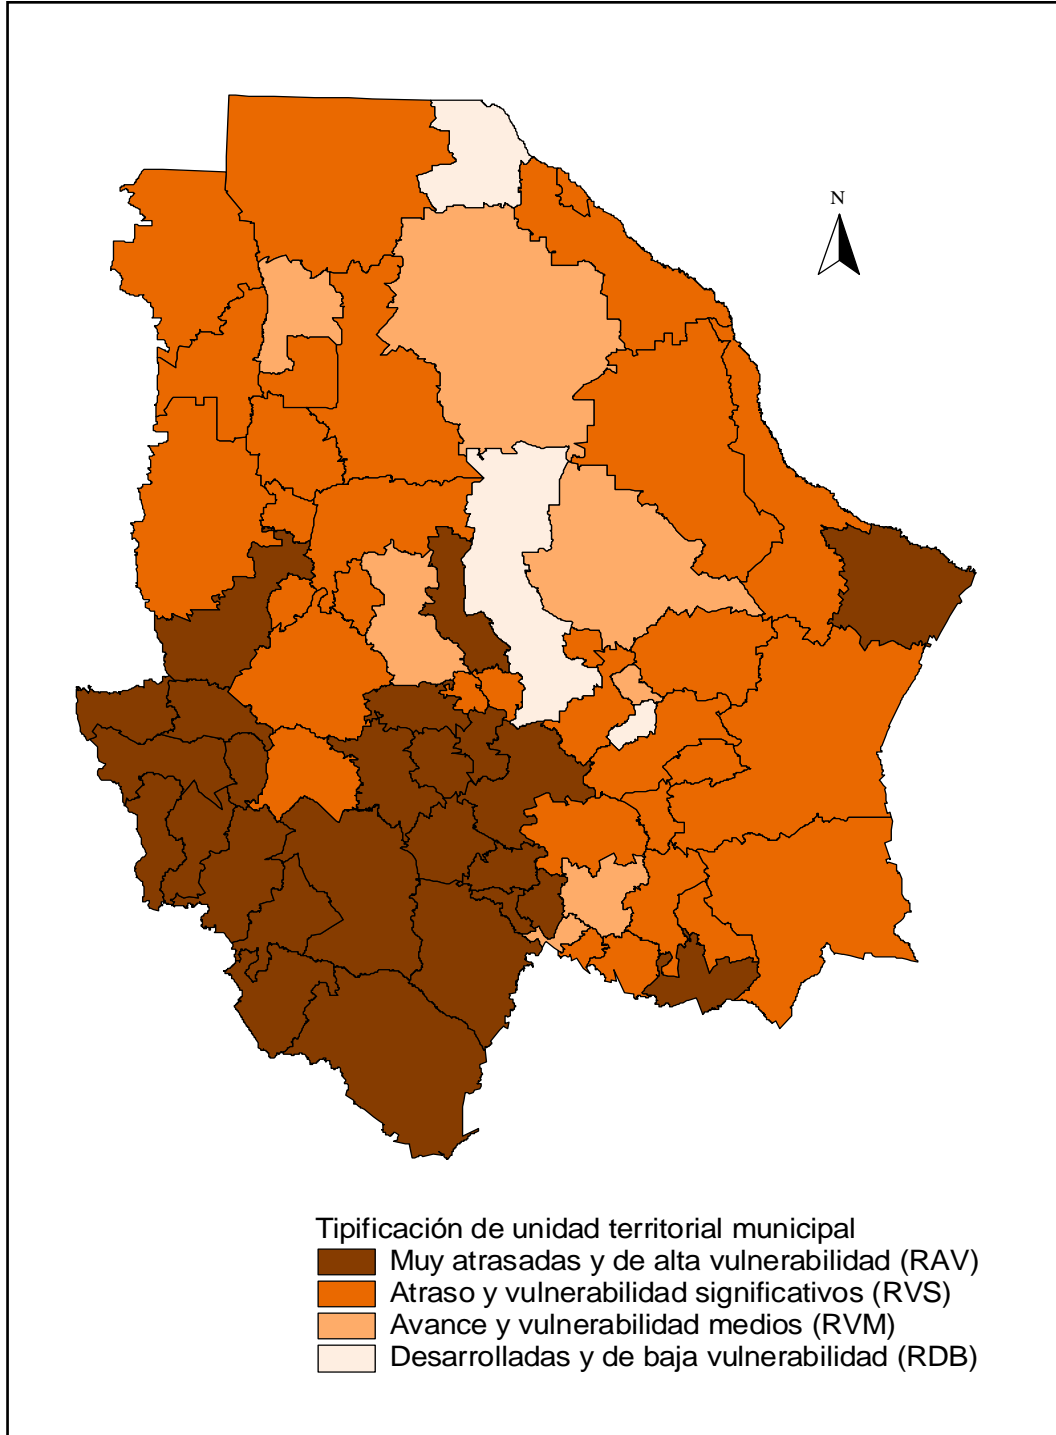 N
Tipificación de unidad territorial municipal
Muy atrasadas y de alta vulnerabilidad (RAV)
Atraso y vulnerabilidad significativos (RVS)
Avance y vulnerabilidad medios (RVM)
Desarrolladas y de baja vulnerabilidad (RDB)